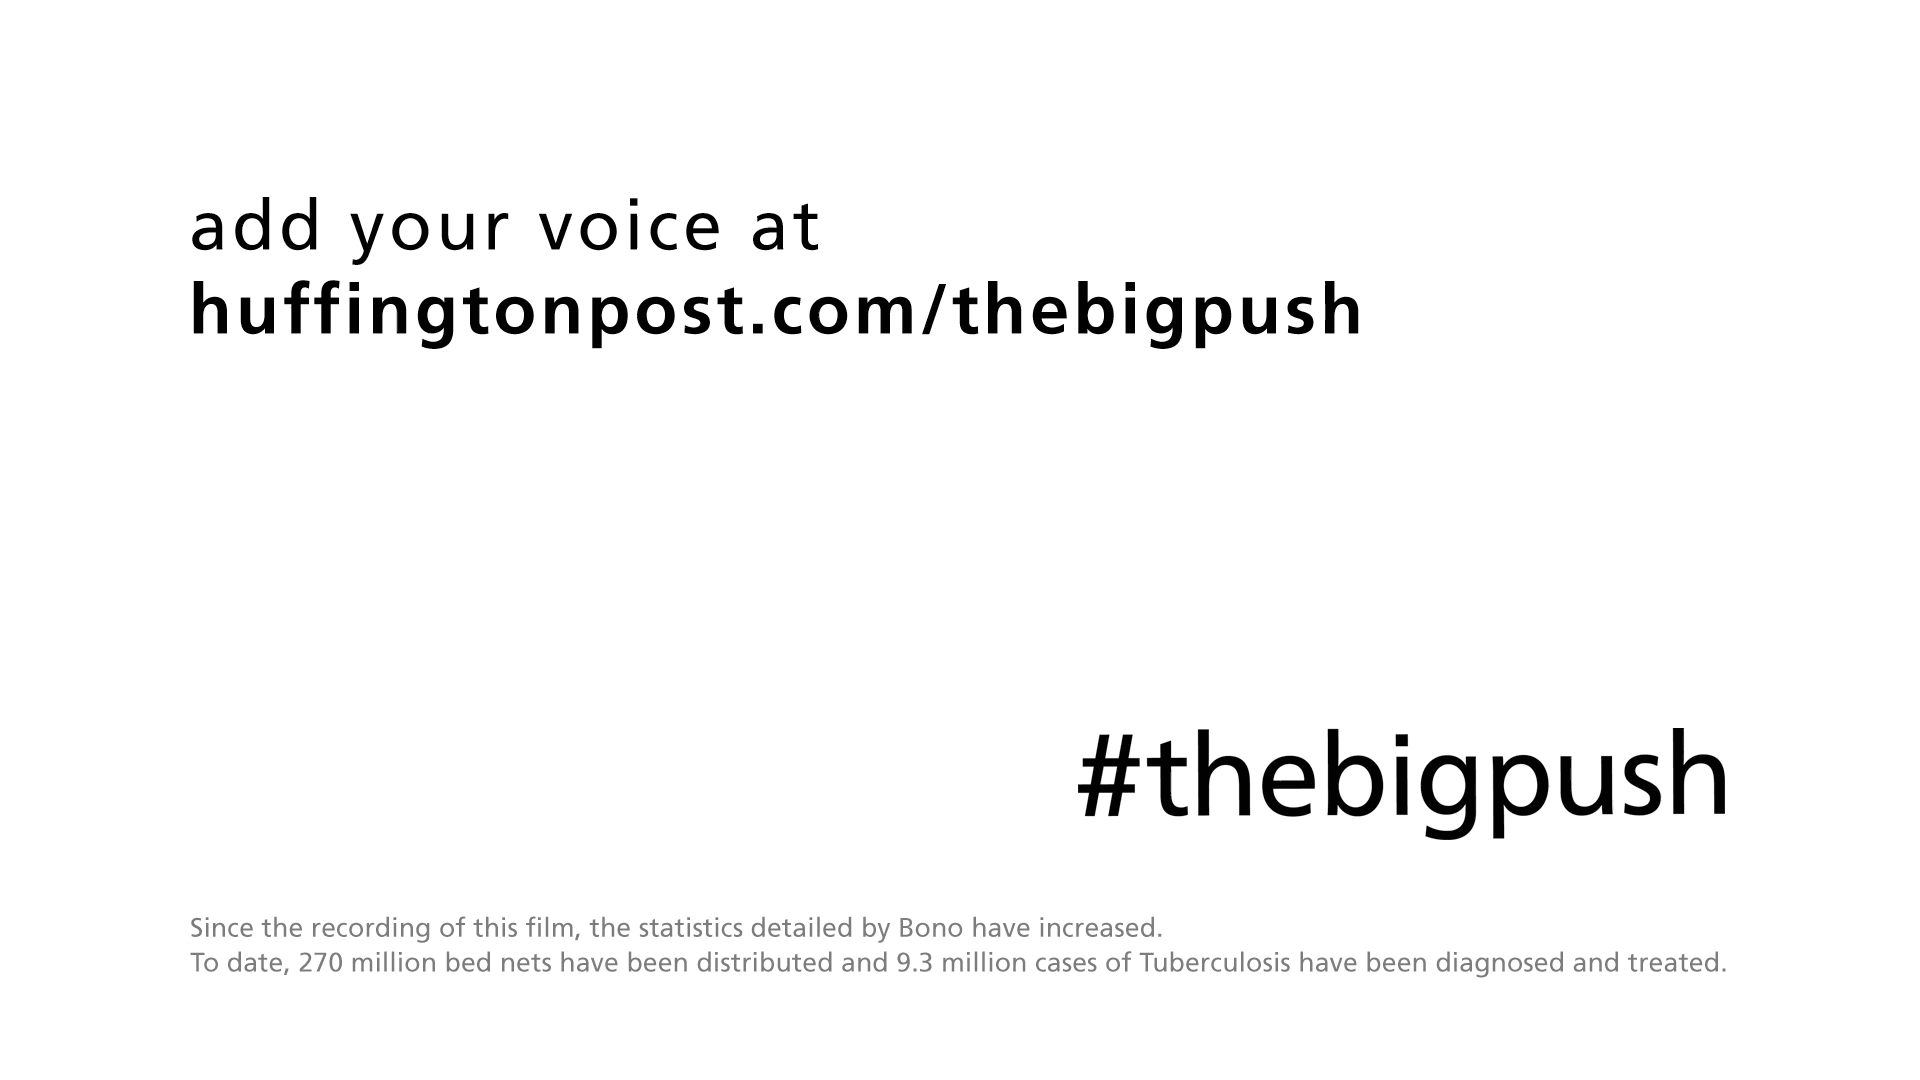 add your voice at
huffingtonpost.com/thebigpush
#thebigpush
Since the recording of this film, the statistics detailed by Bono have increased.
To date, 270 million bed nets have been distributed and 9.3 million cases of Tuberculosis have been diagnosed and treated.